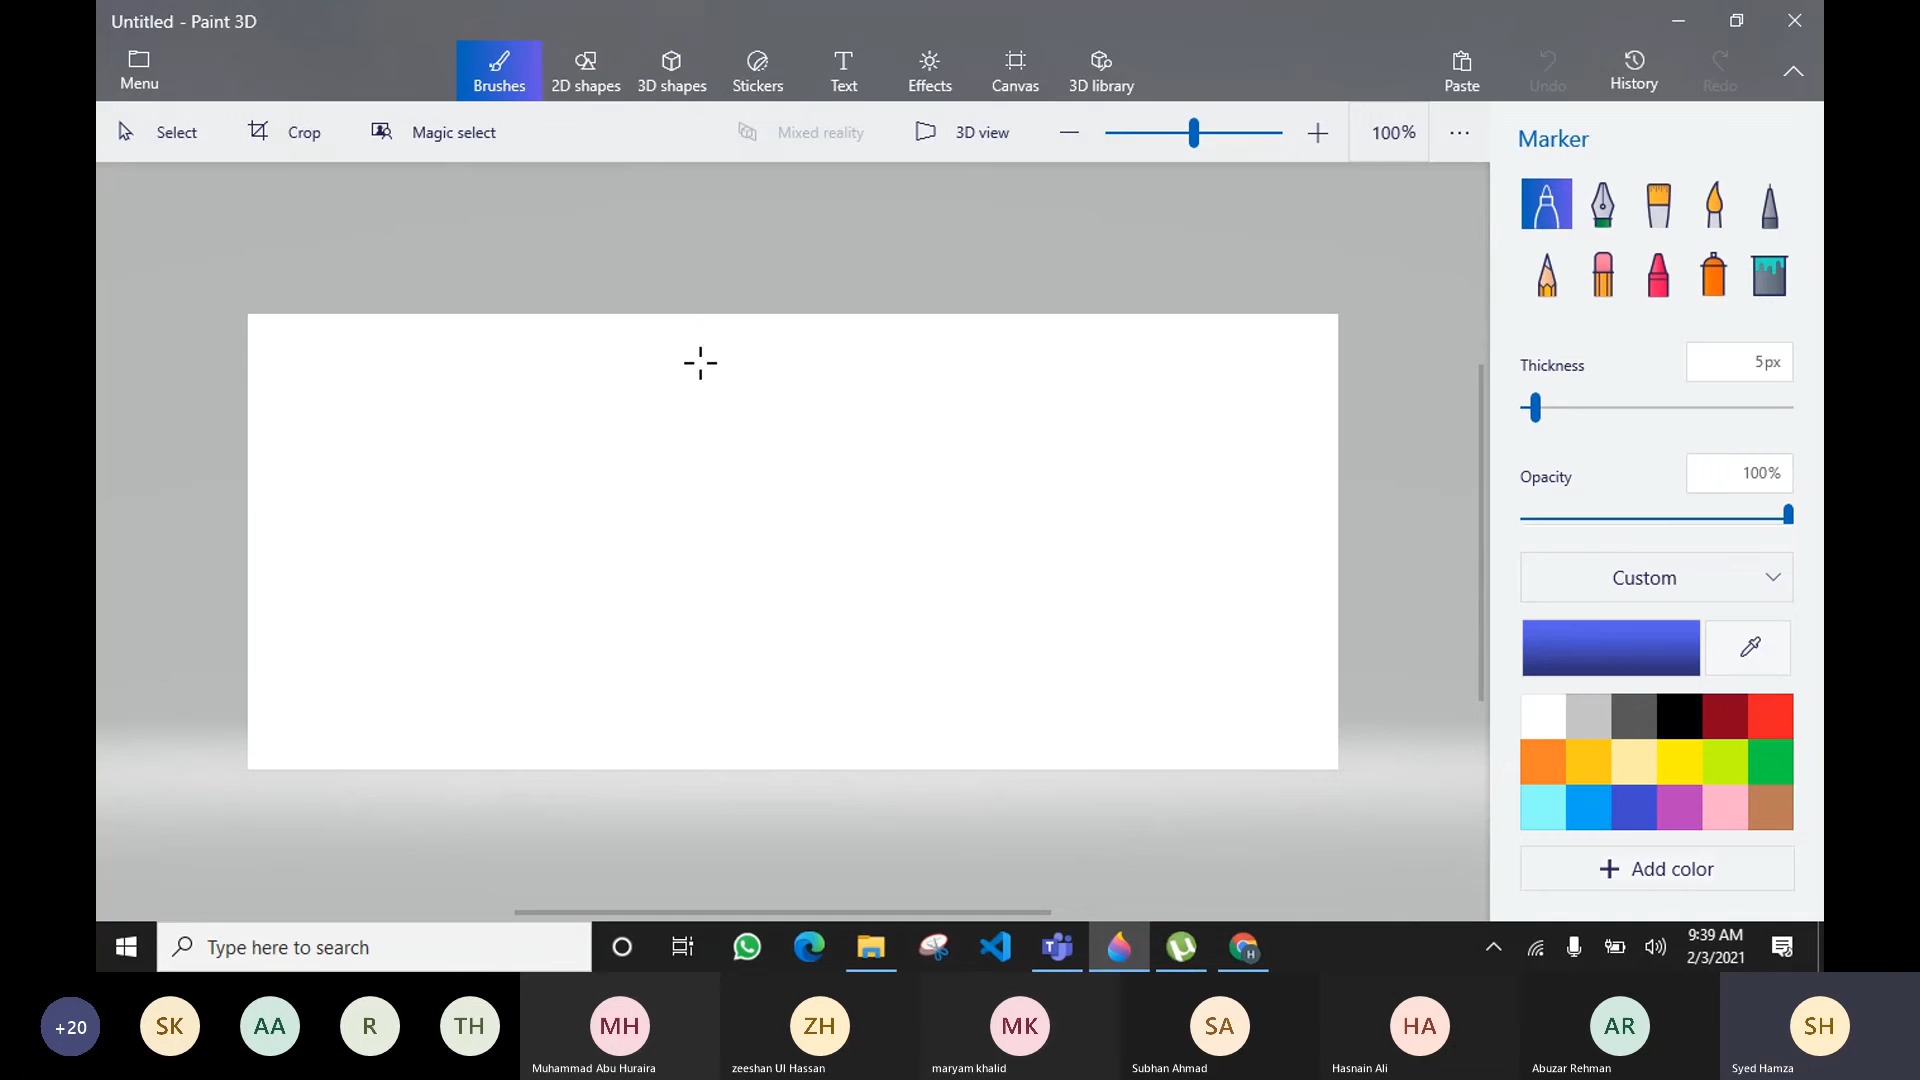 Untitled - Paint 3D
Menu
Brushes
2D shapes
3D shapes
Stickers
Text
Effects
Canvas
3D library
Paste
Undo
History
Redo
Select
Crop
Magic select
Mixed reality
3D view
100%
Marker
Thickness
5px
Opacity
100%
Custom
Add color
Type here to search
H
9:39 AM
2/3/2021
+20
SK
AA
R
TH
MH
Muhammad Abu Huraira
ZH
zeeshan Ul Hassan
MK
maryam khalid
SA
Subhan Ahmad
HA
Hasnain Ali
AR
Abuzar Rehman
SH
Syed Hamza